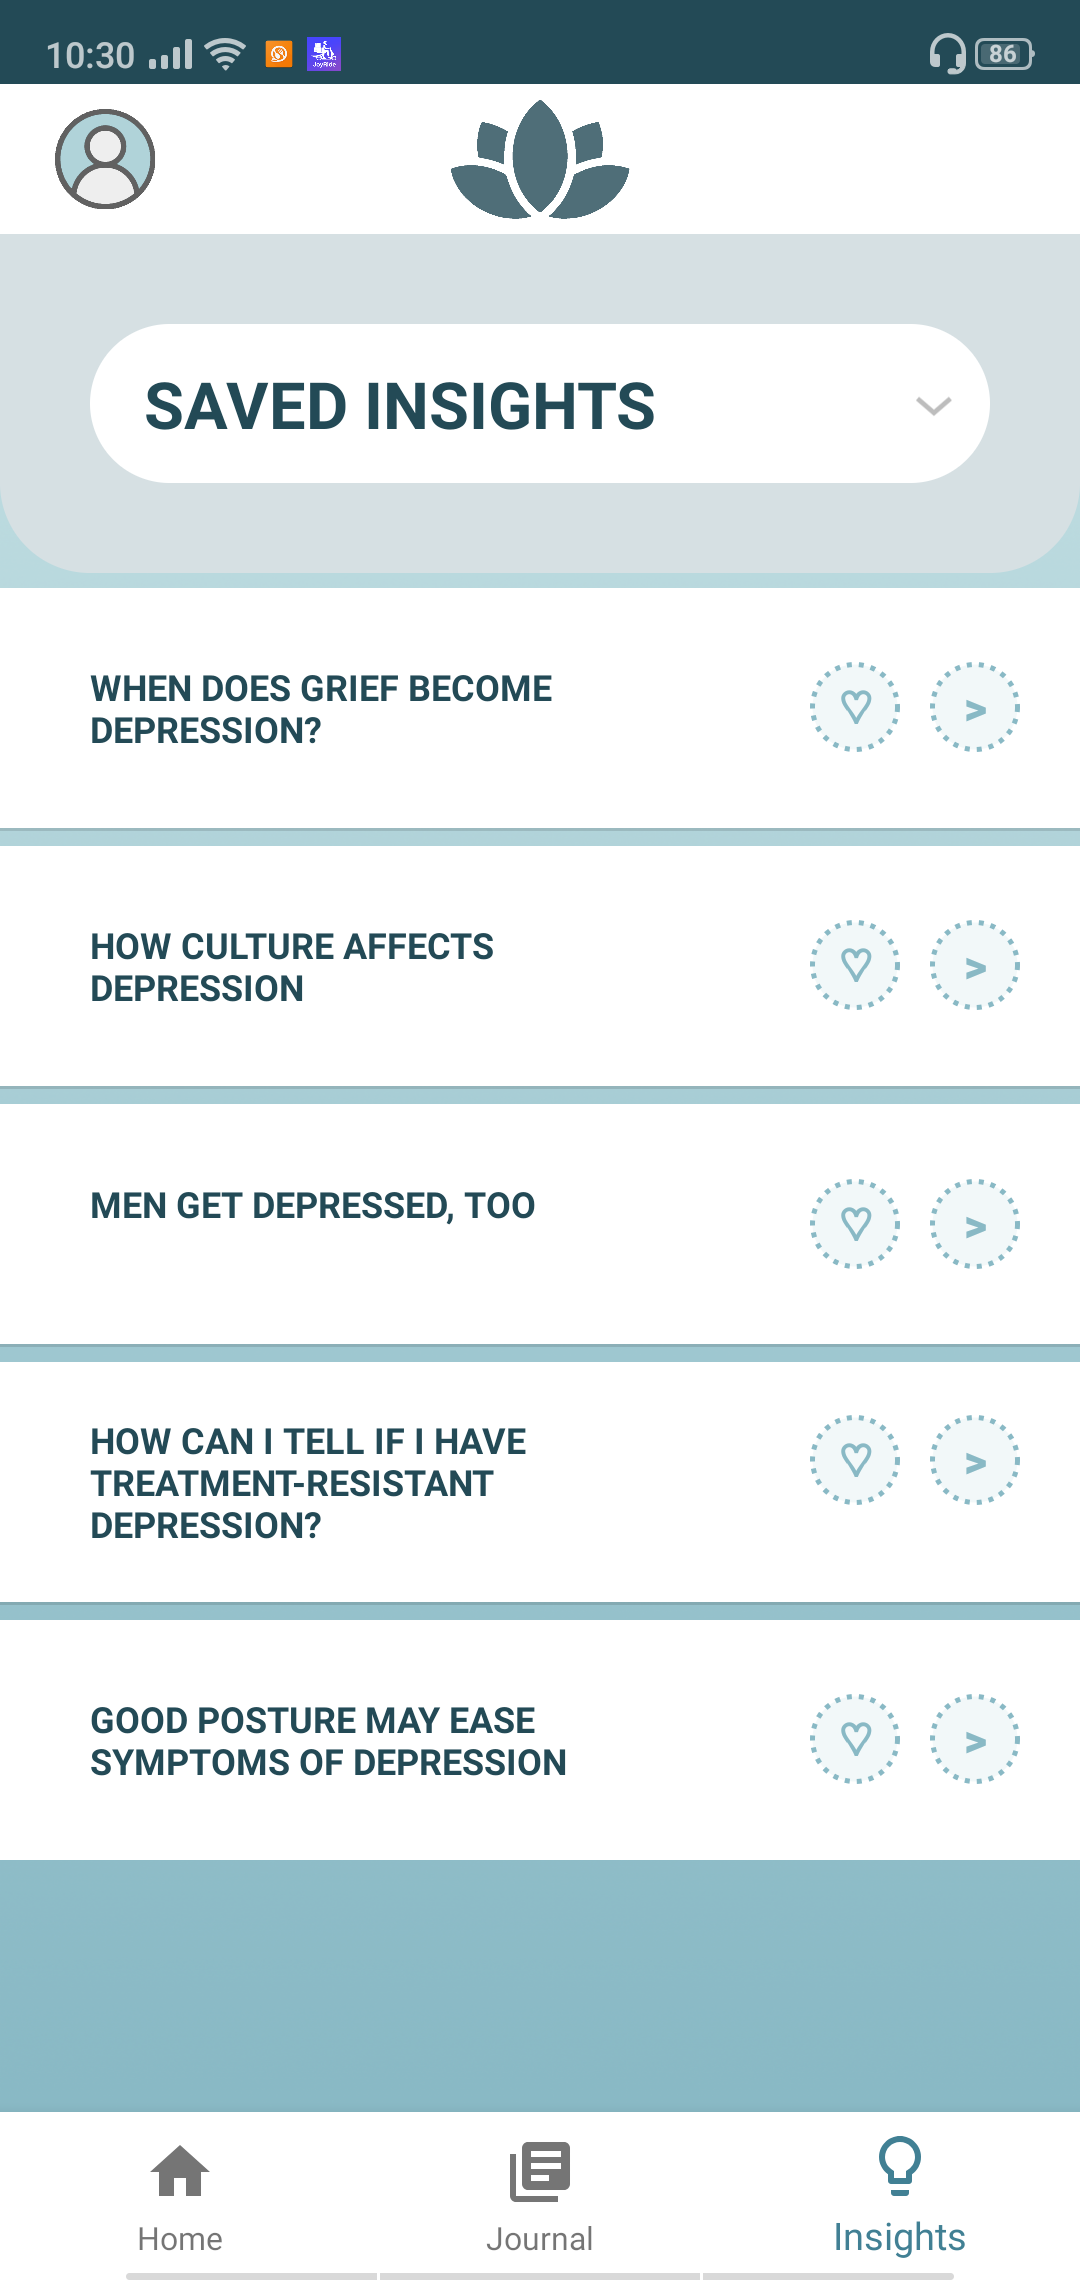 10:30
JoyRide
86
SAVED INSIGHTS
WHEN DOES GRIEF BECOME
DEPRESSION?
>
HOW CULTURE AFFECTS
DEPRESSION
>
MEN GET DEPRESSED, TOO
>
HOW CAN I TELL IF I HAVE
TREATMENT-RESISTANT
DEPRESSION?
>
GOOD POSTURE MAY EASE
SYMPTOMS OF DEPRESSION
>
Home
Journal
Insights